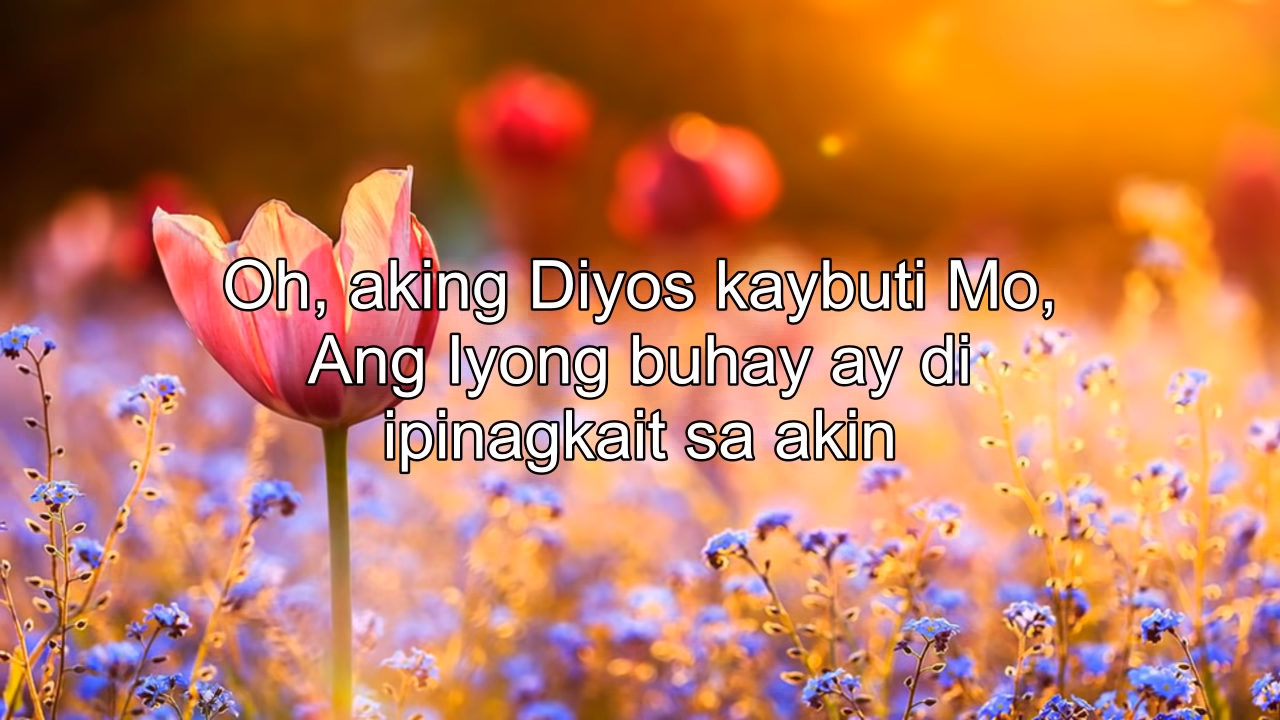 Oh, aking Diyos kaybuti Mo,
Ang Iyong buhay ay di
ipinagkait sa akin